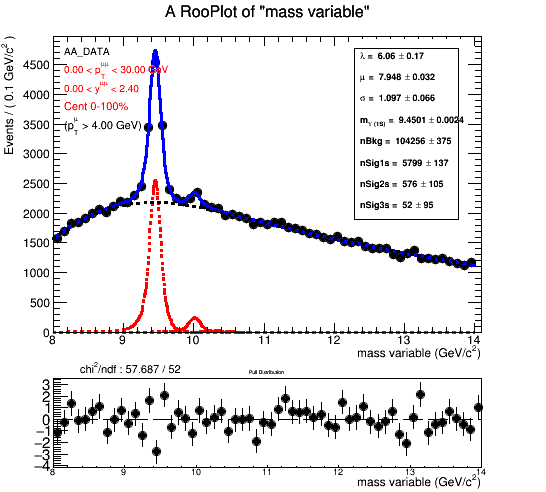 A RooPlot of "mass variable"
Events / ( 0.1 GeV/c² )
4500
4000
3500
3000
2500
2000
1500
1000
500
0
AA_DATA
0.00 < p_T^μμ < 30.00 GeV
0.00 < y^μμ < 2.40
Cent 0-100%
(p_T^μ > 4.00 GeV)
λ = 6.06 ± 0.17
μ = 7.948 ± 0.032
σ = 1.097 ± 0.066
m_Υ (1S) = 9.4501 ± 0.0024
nBkg = 104256 ± 375
nSig1s = 5799 ± 137
nSig2s = 576 ± 105
nSig3s = 52 ± 95
8 9 10 11 12 13 14
mass variable (GeV/c²)
chi²/ndf : 57.687 / 52
Pull Distribution
3
2
1
0
−1
−2
−3
−4
8 9 10 11 12 13 14
mass variable (GeV/c²)